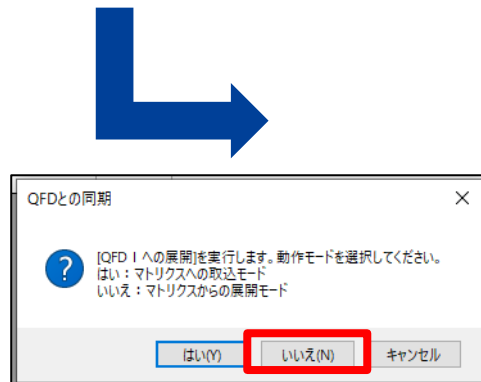 QFDとの同期
[QFDⅠへの展開]を実行します。動作モードを選択してください。
はい：マトリクスへの取込モード
いいえ：マトリクスからの展開モード
はい(Y) いいえ(N) キャンセル